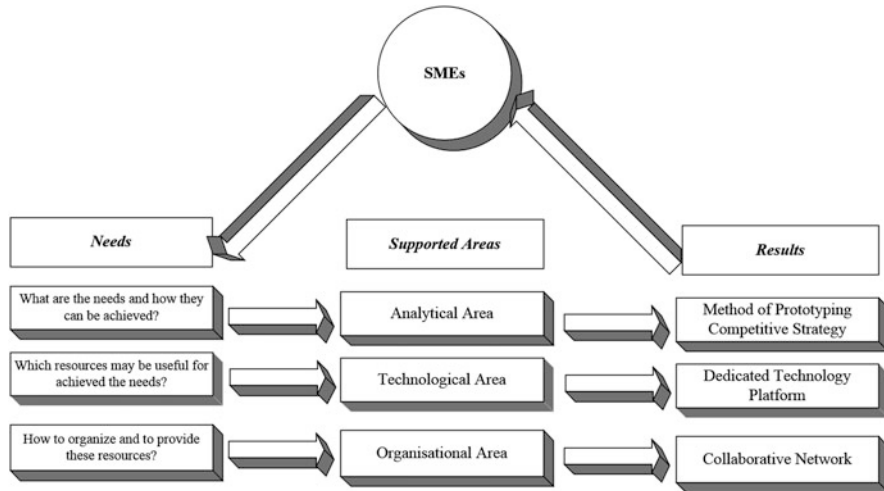 SMEs
Needs
Supported Areas
Results
What are the needs and how they
can be achieved?
Analytical Area
Method of Prototyping
Competitive Strategy
Which resources may be useful for
achieved the needs?
Technological Area
Dedicated Technology
Platform
How to organize and to provide
these resources?
Organisational Area
Collaborative Network